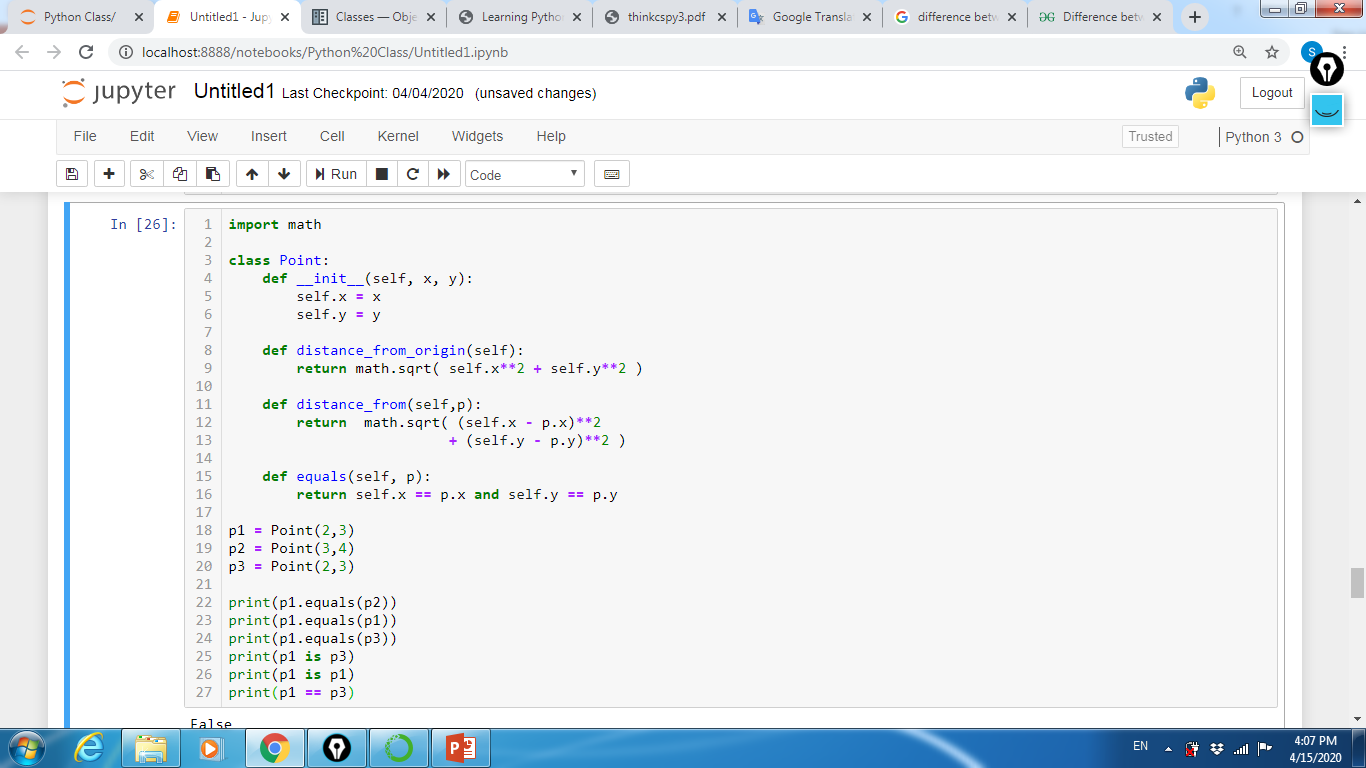 Python Class/
Untitled1 - Jup
Classes — Obje
Learning Pytho
thinkcspy3.pdf
Google Transla
difference betw
Difference betw
localhost:8888/notebooks/Python%20Class/Untitled1.ipynb
S
jupyter Untitled1 Last Checkpoint: 04/04/2020 (unsaved changes)
Logout
File Edit View Insert Cell Kernel Widgets Help
Trusted
Python 3
Run
Code
In [26]:
1 import math
2
3 class Point:
4     def __init__(self, x, y):
5         self.x = x
6         self.y = y
7
8     def distance_from_origin(self):
9         return math.sqrt( self.x**2 + self.y**2 )
10
11     def distance_from(self,p):
12         return  math.sqrt( (self.x - p.x)**2
13                           + (self.y - p.y)**2 )
14
15     def equals(self, p):
16         return self.x == p.x and self.y == p.y
17
18 p1 = Point(2,3)
19 p2 = Point(3,4)
20 p3 = Point(2,3)
21
22 print(p1.equals(p2))
23 print(p1.equals(p1))
24 print(p1.equals(p3))
25 print(p1 is p3)
26 print(p1 is p1)
27 print(p1 == p3)
False
EN
4:07 PM
4/15/2020